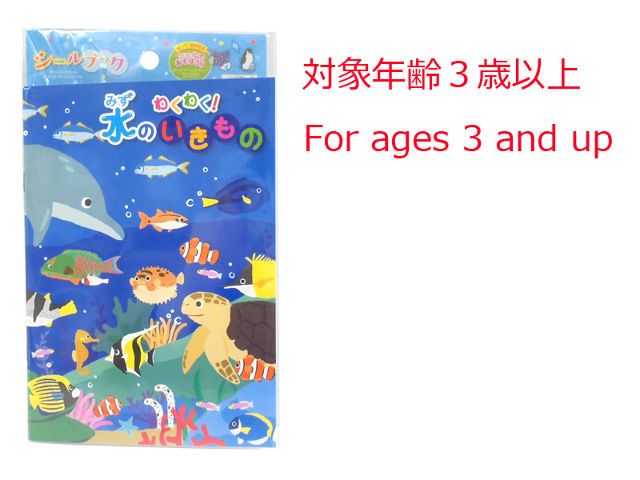 シールブック
みず わくわく!
水のいきもの
対象年齢３歳以上
For ages 3 and up